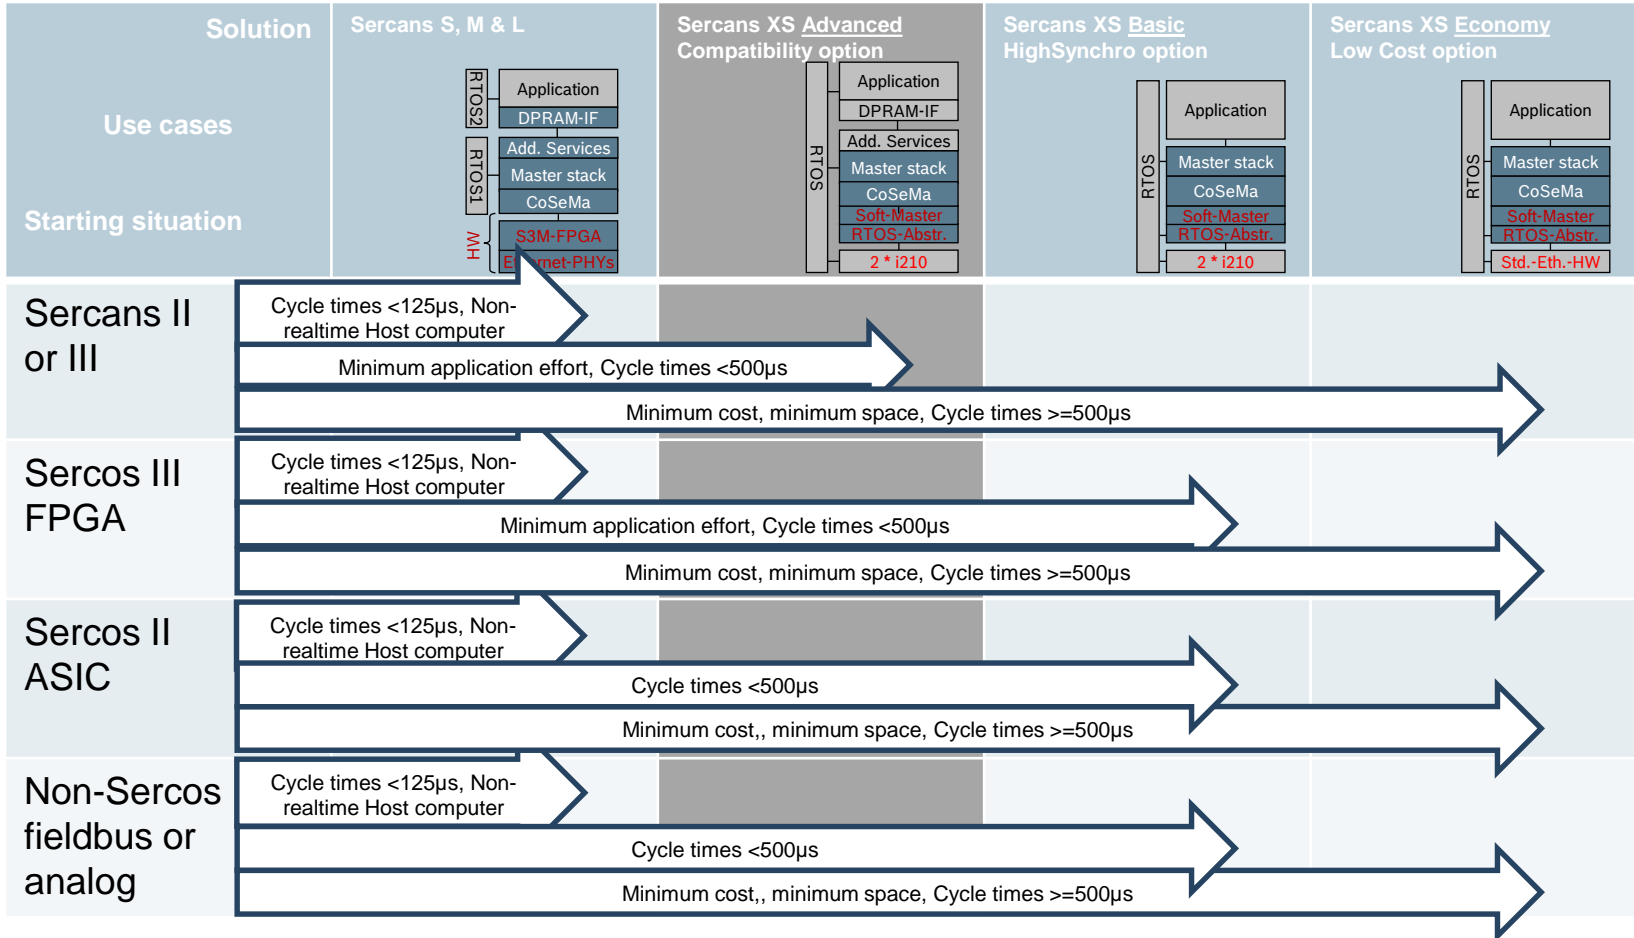 Solution
Use cases
Starting situation
Sercans S, M & L
RTOS2
Application
DPRAM-IF
RTOS1
Add. Services
Master stack
CoSeMa
HW
S3M-FPGA
Ethernet-PHYs
Sercans XS Advanced
Compatibility option
RTOS
Application
DPRAM-IF
Add. Services
Master stack
CoSeMa
Soft-Master
RTOS-Abstr.
2 * i210
Sercans XS Basic
HighSynchro option
RTOS
Application
Master stack
CoSeMa
Soft-Master
RTOS-Abstr.
2 * i210
Sercans XS Economy
Low Cost option
RTOS
Application
Master stack
CoSeMa
Soft-Master
RTOS-Abstr.
Std.-Eth.-HW
Sercans II
or III
Cycle times <125µs, Non-
realtime Host computer
Minimum application effort, Cycle times <500µs
Minimum cost, minimum space, Cycle times >=500µs
Sercos III
FPGA
Cycle times <125µs, Non-
realtime Host computer
Minimum application effort, Cycle times <500µs
Minimum cost, minimum space, Cycle times >=500µs
Sercos II
ASIC
Cycle times <125µs, Non-
realtime Host computer
Cycle times <500µs
Minimum cost,, minimum space, Cycle times >=500µs
Non-Sercos
fieldbus or
analog
Cycle times <125µs, Non-
realtime Host computer
Cycle times <500µs
Minimum cost,, minimum space, Cycle times >=500µs